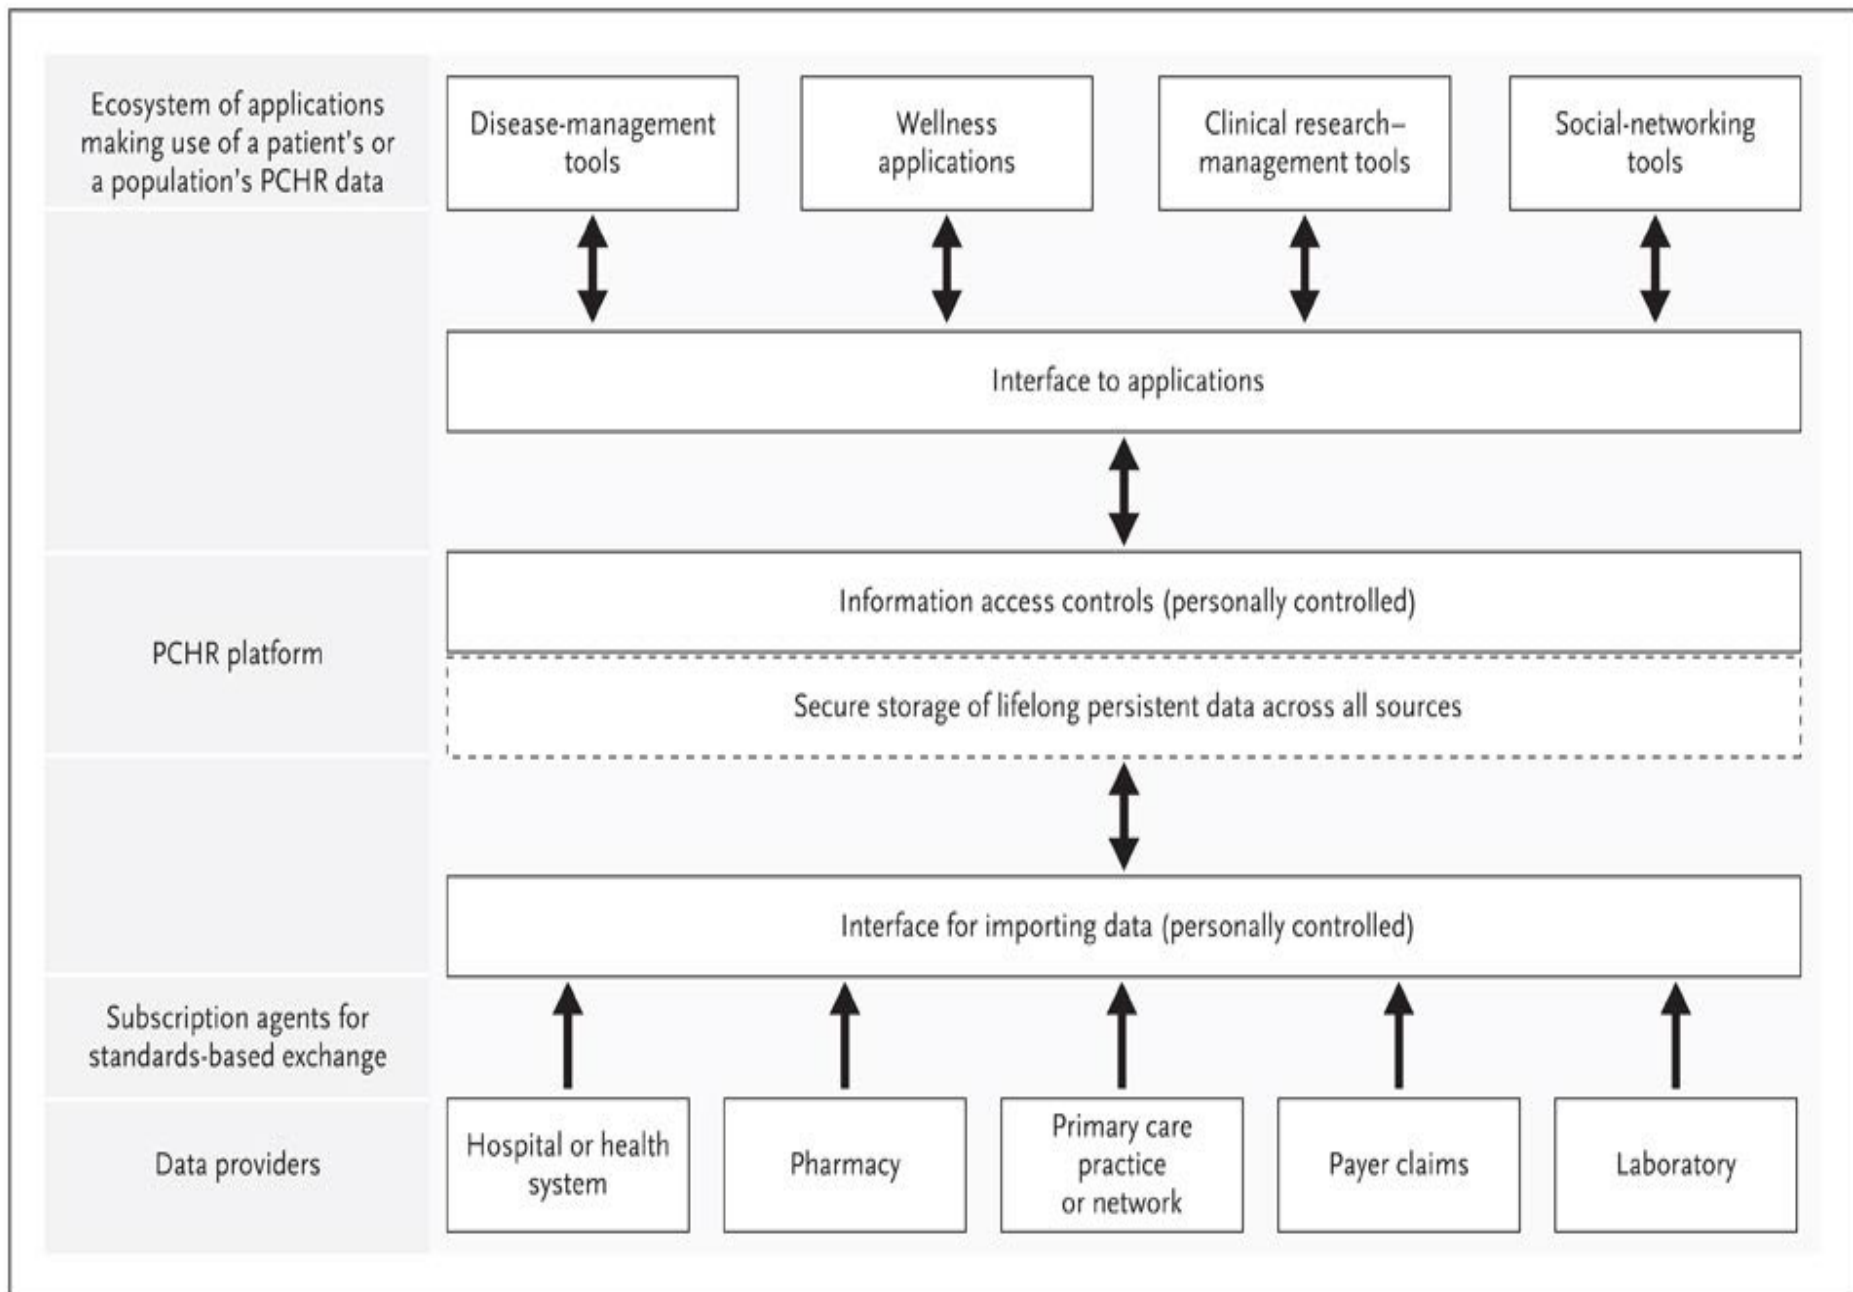 Ecosystem of applications
making use of a patient's or
a population's PCHR data
Disease-management
tools
Wellness
applications
Clinical research–
management tools
Social-networking
tools
Interface to applications
PCHR platform
Information access controls (personally controlled)
Secure storage of lifelong persistent data across all sources
Interface for importing data (personally controlled)
Subscription agents for
standards-based exchange
Data providers
Hospital or health
system
Pharmacy
Primary care
practice
or network
Payer claims
Laboratory